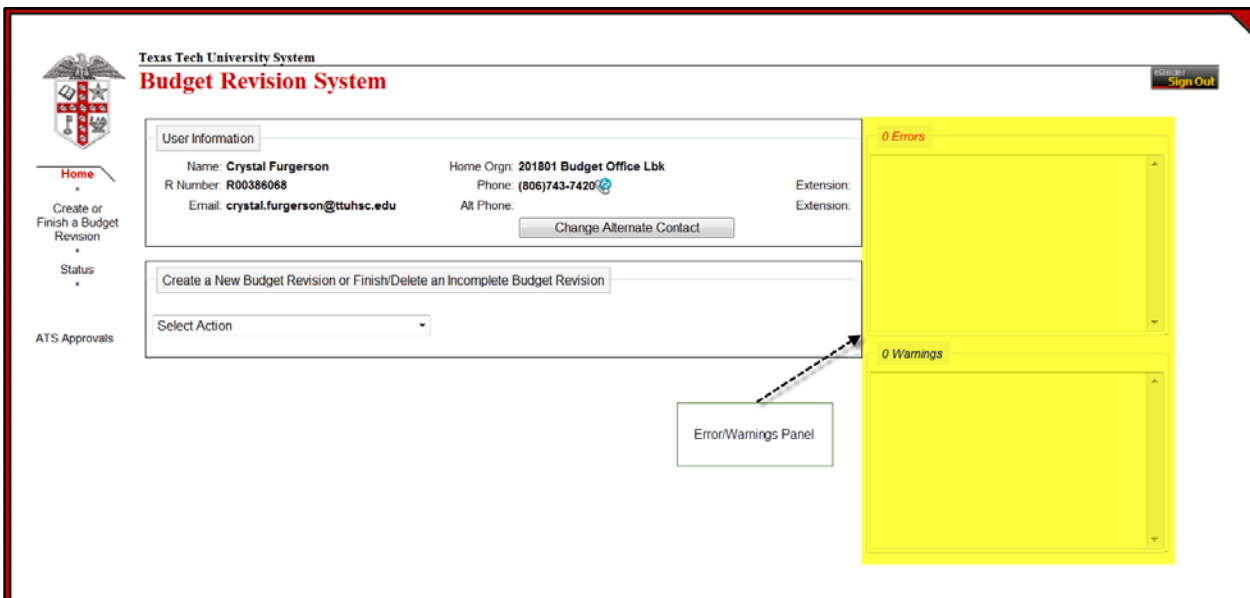 Texas Tech University System
Budget Revision System
eRaider
Sign Out
Home
*
Create or
Finish a Budget
Revision
*
Status
*
ATS Approvals
User Information
Name: Crystal Furgerson
Home Orgn: 201801 Budget Office Lbk
R Number: R00386068
Phone: (806)743-7420
Extension:
Email: crystal.furgerson@ttuhsc.edu
Alt Phone:
Extension:
Change Alternate Contact
Create a New Budget Revision or Finish/Delete an Incomplete Budget Revision
Select Action
0 Errors
0 Warnings
Error/Warnings Panel